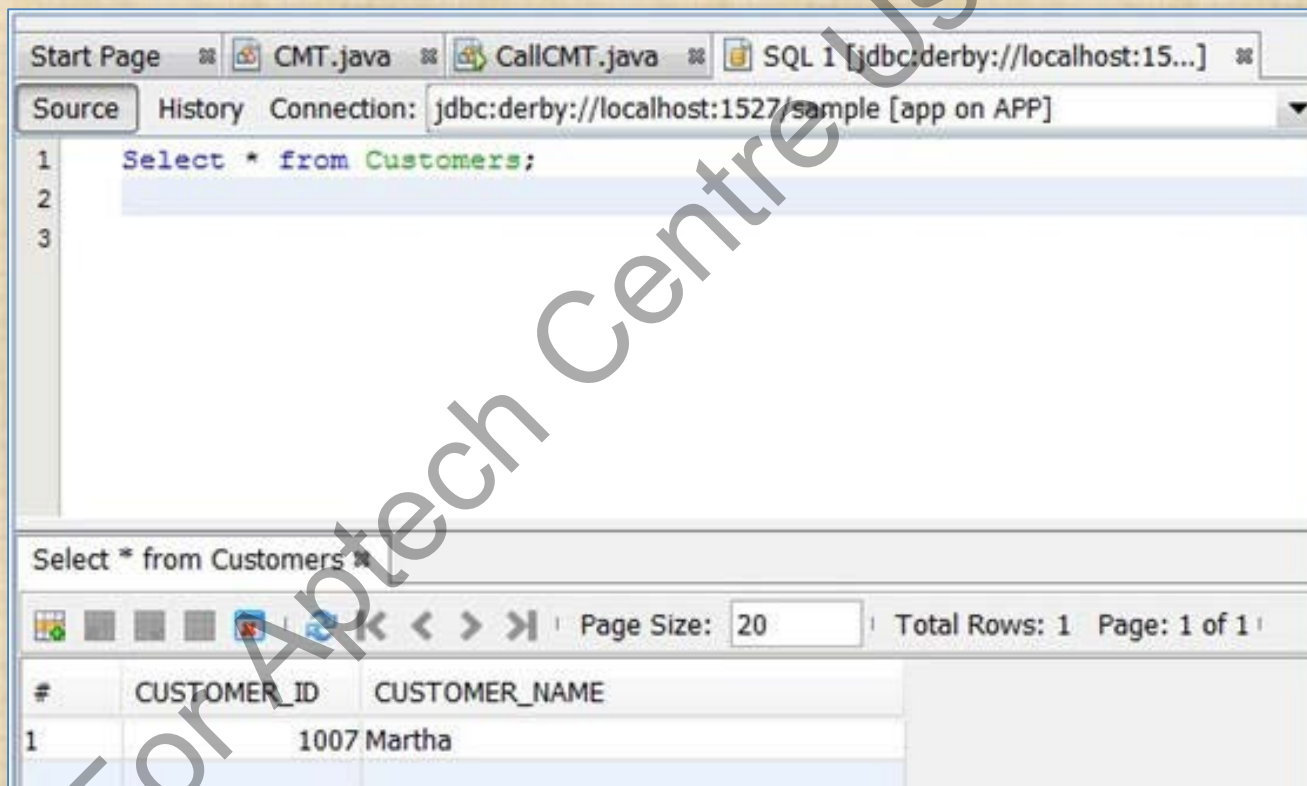 Start Page CMT.java CallCMT.java SQL 1 [jdbc:derby://localhost:15...]
Source History Connection: jdbc:derby://localhost:1527/sample [app on APP]
1 Select * from Customers;
2
3
Select * from Customers
Page Size: 20 Total Rows: 1 Page: 1 of 1
# CUSTOMER_ID CUSTOMER_NAME
1 1007 Martha
For Aptech Centre